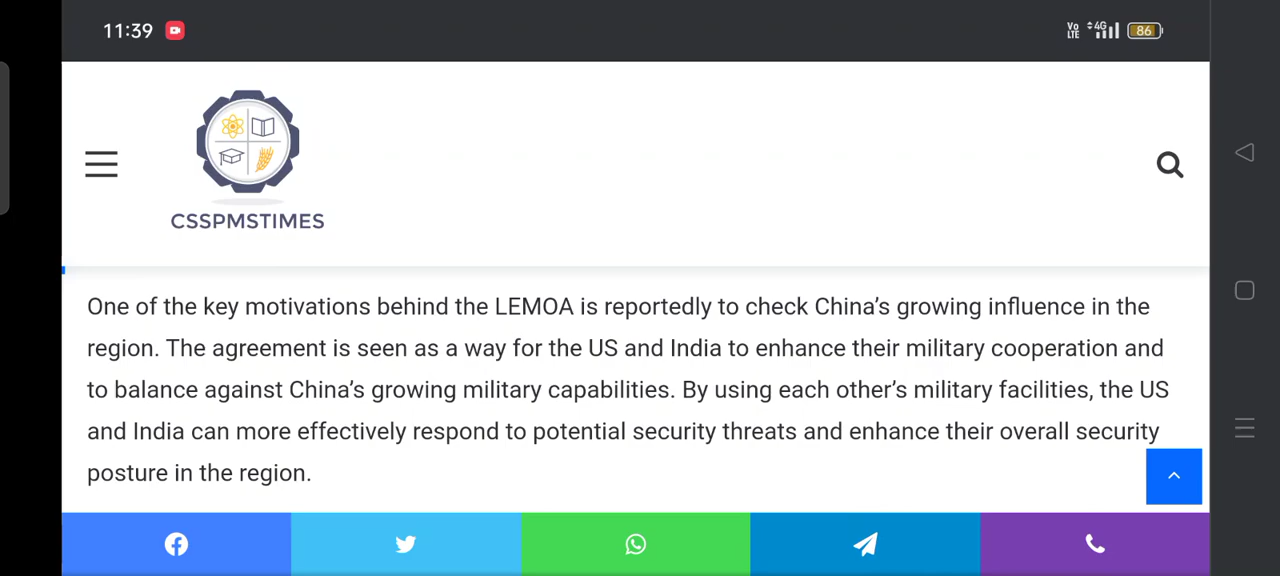 11:39
Vo LTE 4G 86
CSSPMSTIMES
One of the key motivations behind the LEMOA is reportedly to check China’s growing influence in the
region. The agreement is seen as a way for the US and India to enhance their military cooperation and
to balance against China’s growing military capabilities. By using each other’s military facilities, the US
and India can more effectively respond to potential security threats and enhance their overall security
posture in the region.